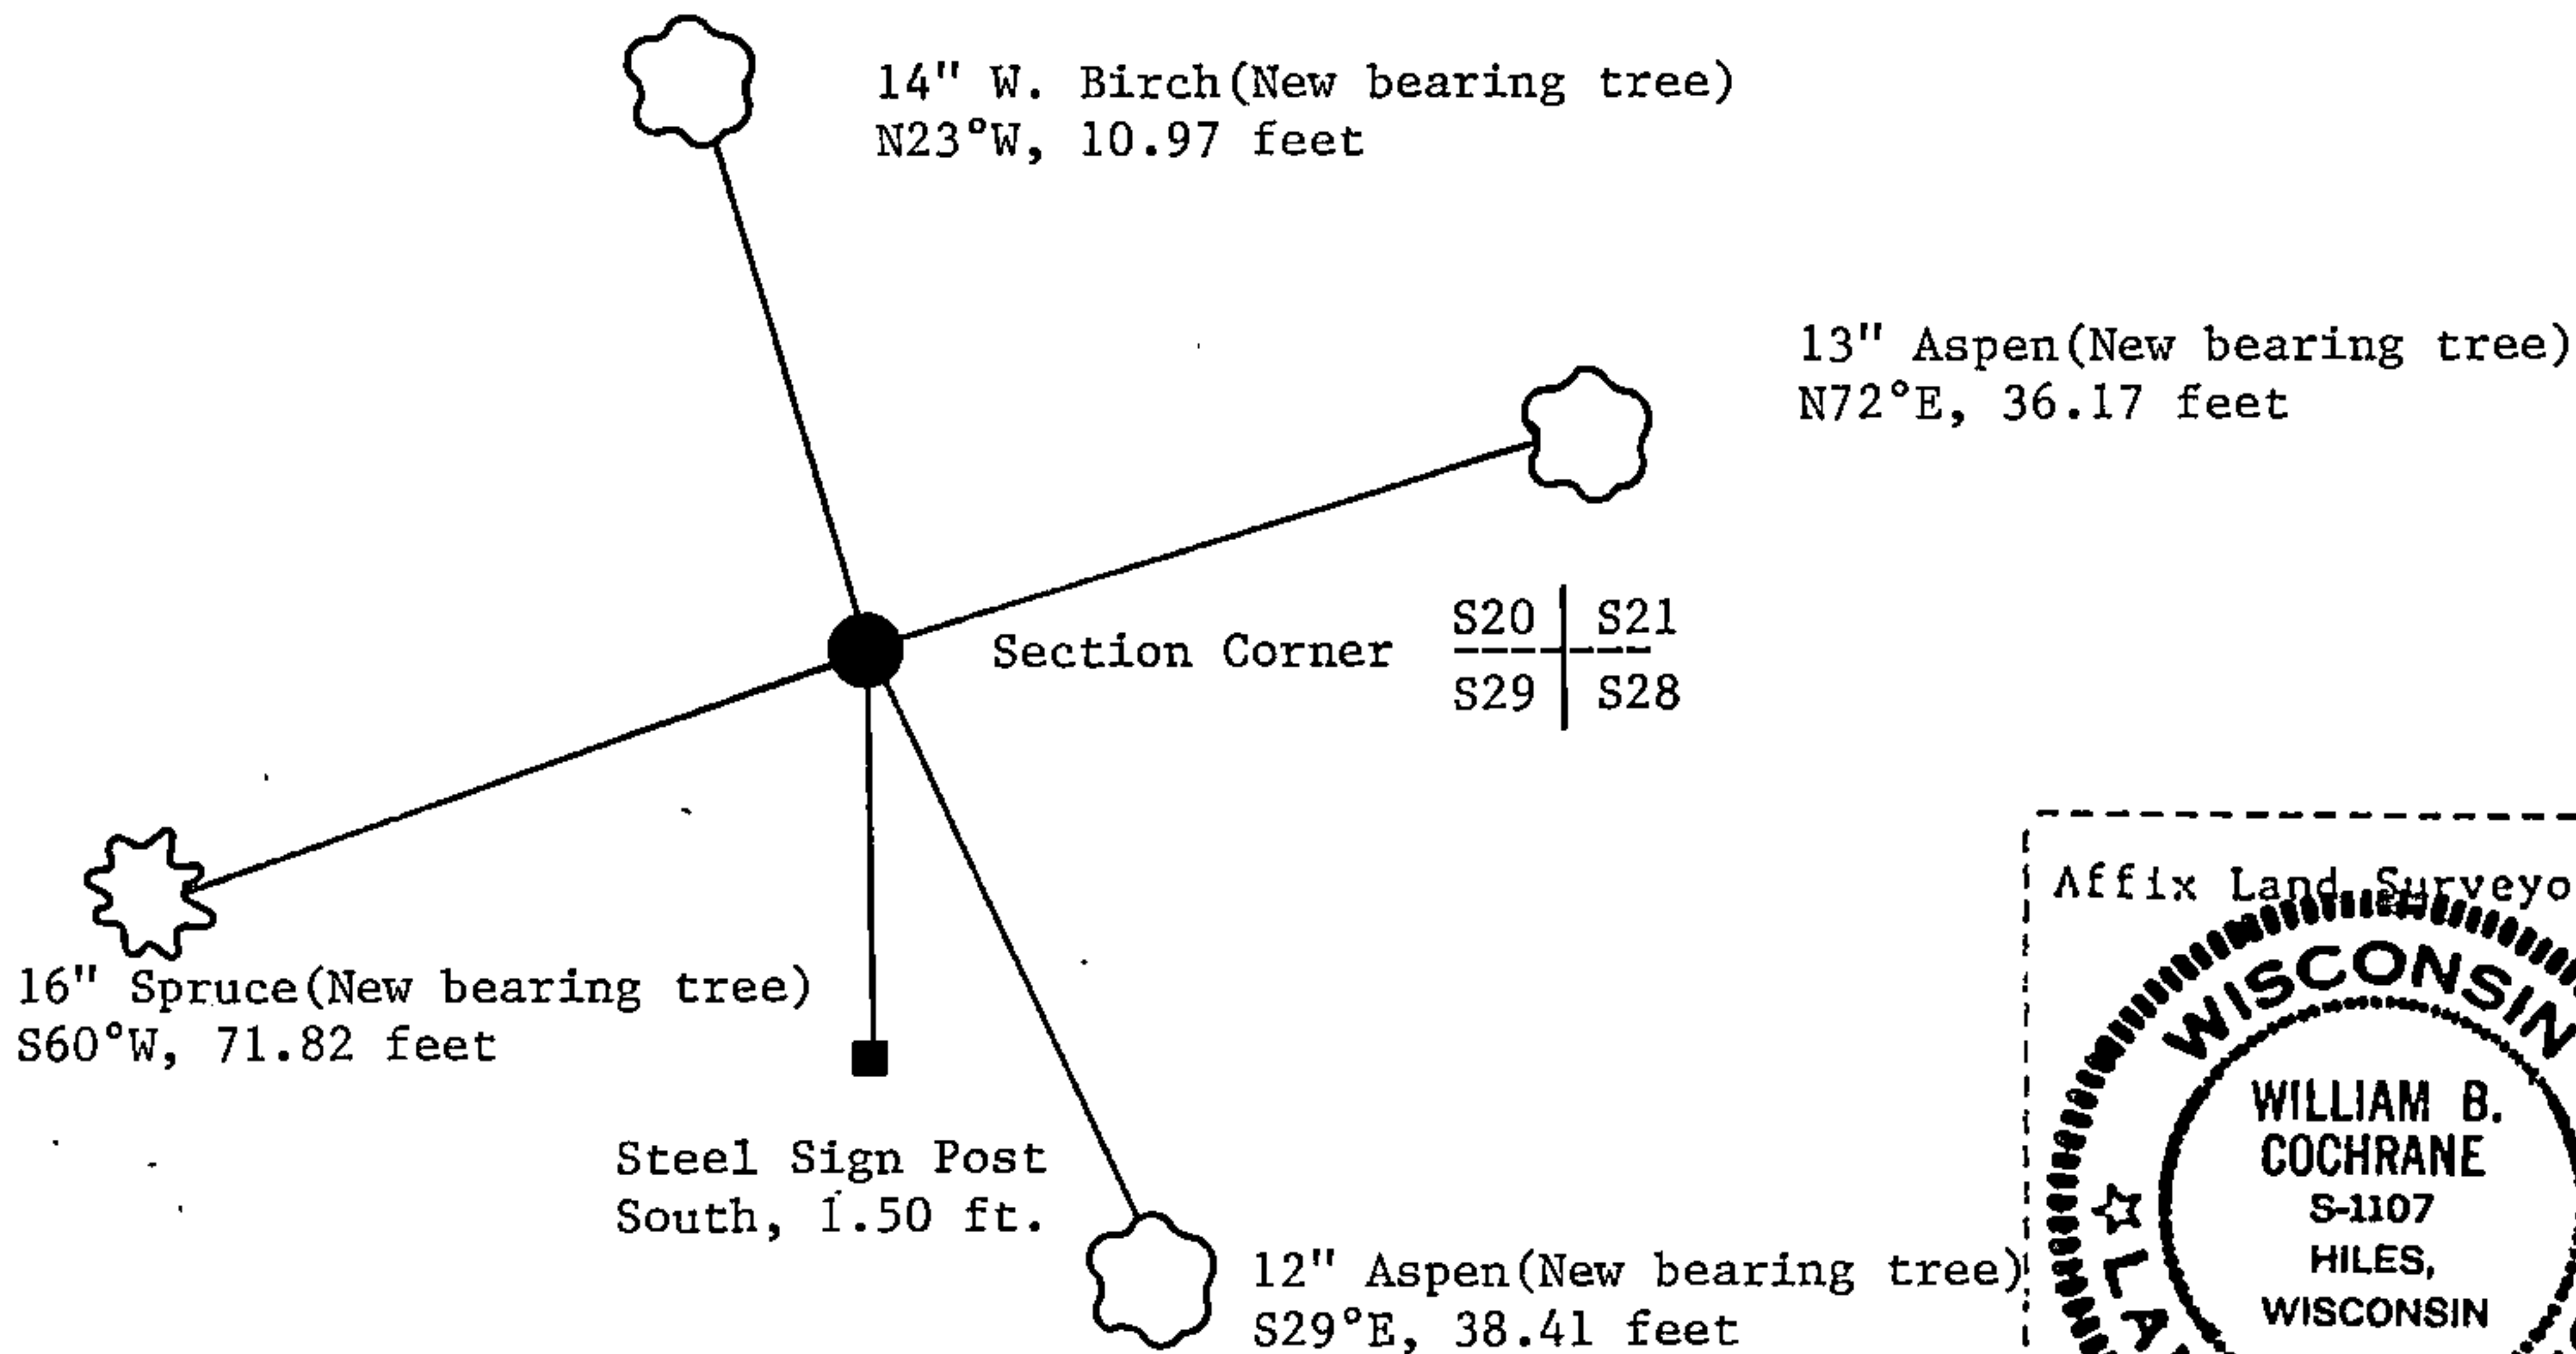 14" W. Birch(New bearing tree)
N23°W, 10.97 feet
13" Aspen(New bearing tree)
N72°E, 36.17 feet
Section Corner
S20 S21
S29 S28
16" Spruce(New bearing tree)
S60°W, 71.82 feet
Steel Sign Post
South, 1.50 ft.
12" Aspen(New bearing tree)
S29°E, 38.41 feet
Affix Land
WISCONSIN
WILLIAM B.
COCHRANE
S-1107
HILES,
WISCONSIN